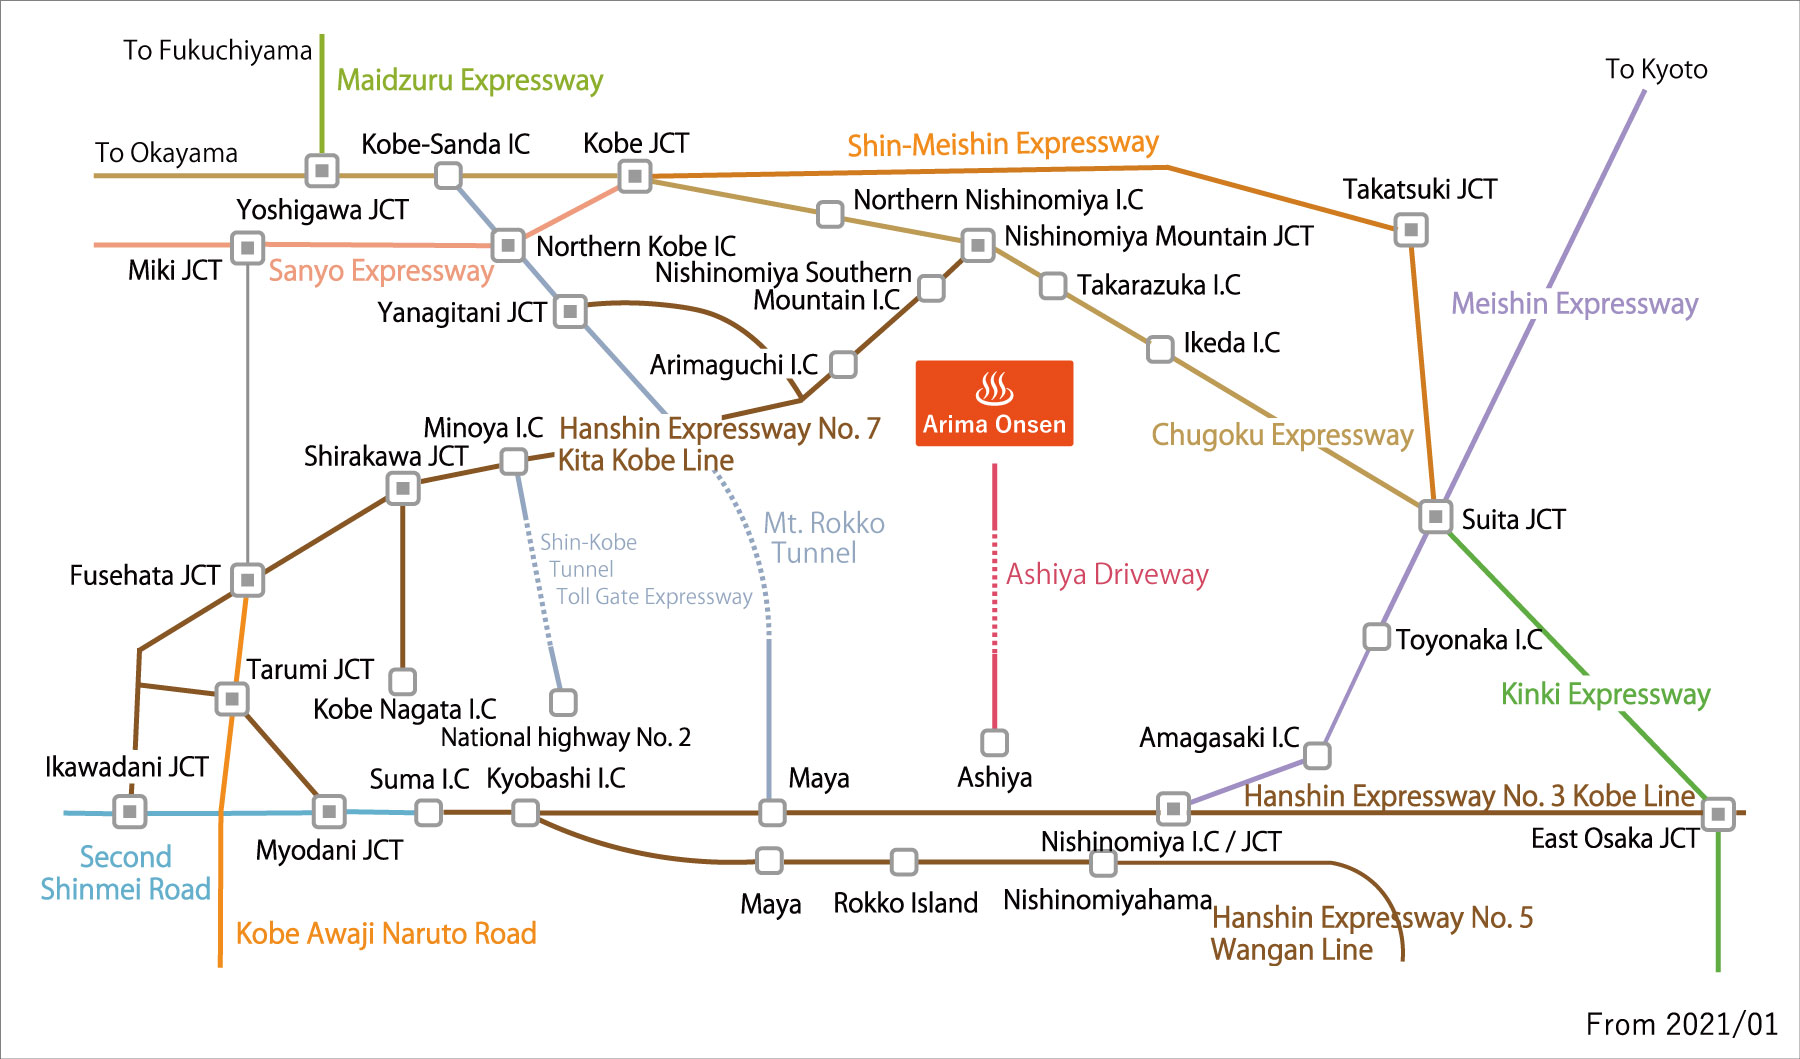 To Fukuchiyama
Maidzuru Expressway
To Kyoto
To Okayama
Kobe-Sanda IC
Kobe JCT
Shin-Meishin Expressway
Takatsuki JCT
Yoshigawa JCT
Northern Nishinomiya I.C
Nishinomiya Mountain JCT
Miki JCT
Sanyo Expressway
Northern Kobe IC
Nishinomiya Southern
Mountain I.C
Takarazuka I.C
Meishin Expressway
Yanagitani JCT
Ikeda I.C
Arimaguchi I.C
Arima Onsen
Minoya I.C
Hanshin Expressway No. 7
Kita Kobe Line
Chugoku Expressway
Shirakawa JCT
Suita JCT
Mt. Rokko
Tunnel
Shin-Kobe
Tunnel
Toll Gate Expressway
Fusehata JCT
Ashiya Driveway
Toyonaka I.C
Tarumi JCT
Kobe Nagata I.C
National highway No. 2
Kinki Expressway
Amagasaki I.C
Ikawadani JCT
Suma I.C
Kyobashi I.C
Maya
Ashiya
Hanshin Expressway No. 3 Kobe Line
East Osaka JCT
Myodani JCT
Nishinomiya I.C / JCT
Second
Shinmei Road
Maya
Rokko Island
Nishinomiyahama
Hanshin Expressway No. 5
Wangan Line
Kobe Awaji Naruto Road
From 2021/01